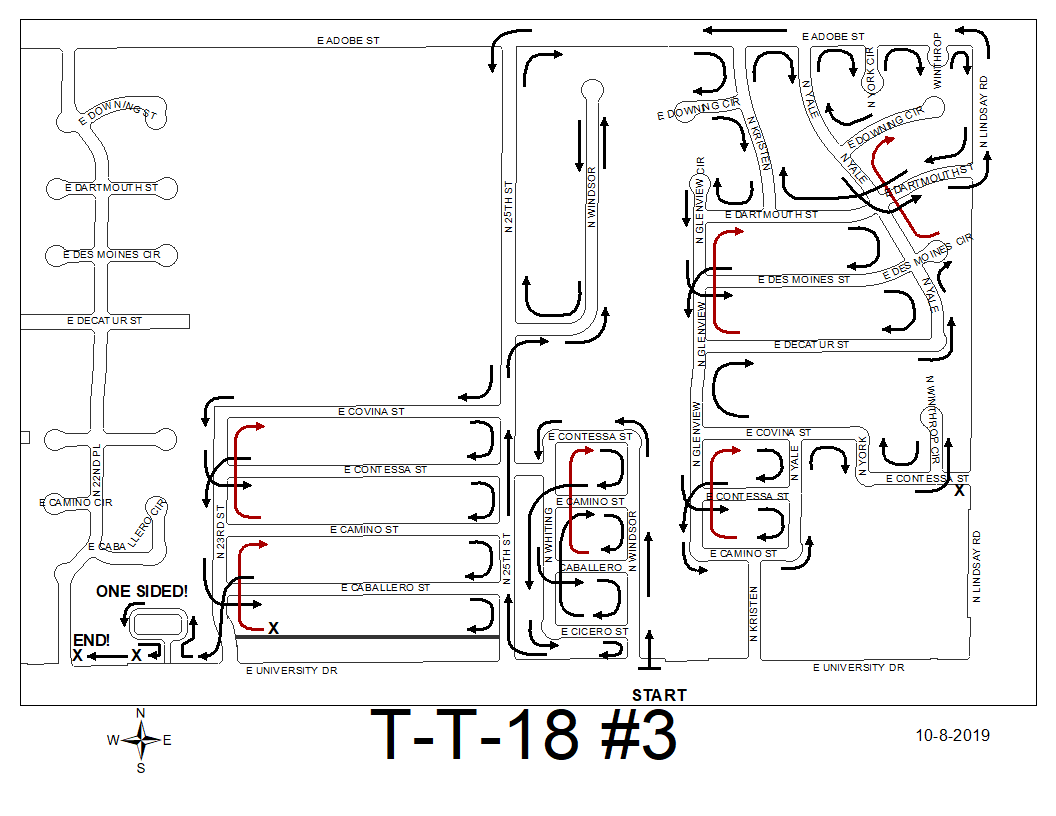 E ADOBE ST
E ADOBE ST
WINTHROP
N YORK CIR
N LINDSAY RD
N YALE
E DOWNING ST
E DOWNING CIR
E DOWNING CIR
N KRISTEN
N YALE
E DARTMOUTH ST
N 25TH ST
N WINDSOR
N GLENVIEW CIR
E DARTMOUTH ST
E DARTMOUTH ST
E DES MOINES CIR
E DES MOINES ST
E DES MOINES CIR
N YALE
E DECATUR ST
N GLENVIEW
E DECATUR ST
E COVINA ST
N WINTHROP CIR
N GLENVIEW
E CONTESSA ST
E COVINA ST
N YORK
N YALE
N 22ND PL
E CONTESSA ST
E CONTESSA ST
X
E CONTESSA ST
E CAMINO CIR
E CAMINO ST
E CABALLERO CIR
N 23RD ST
E CAMINO ST
N WHITING
N WINDSOR
N 25TH ST
E CAMINO ST
N LINDSAY RD
CABALLERO
E CABALLERO ST
ONE SIDED!
N KRISTEN
X
E CICERO ST
END!
X
X
E UNIVERSITY DR
E UNIVERSITY DR
START
T-T-18 #3
10-8-2019
N
W
E
S